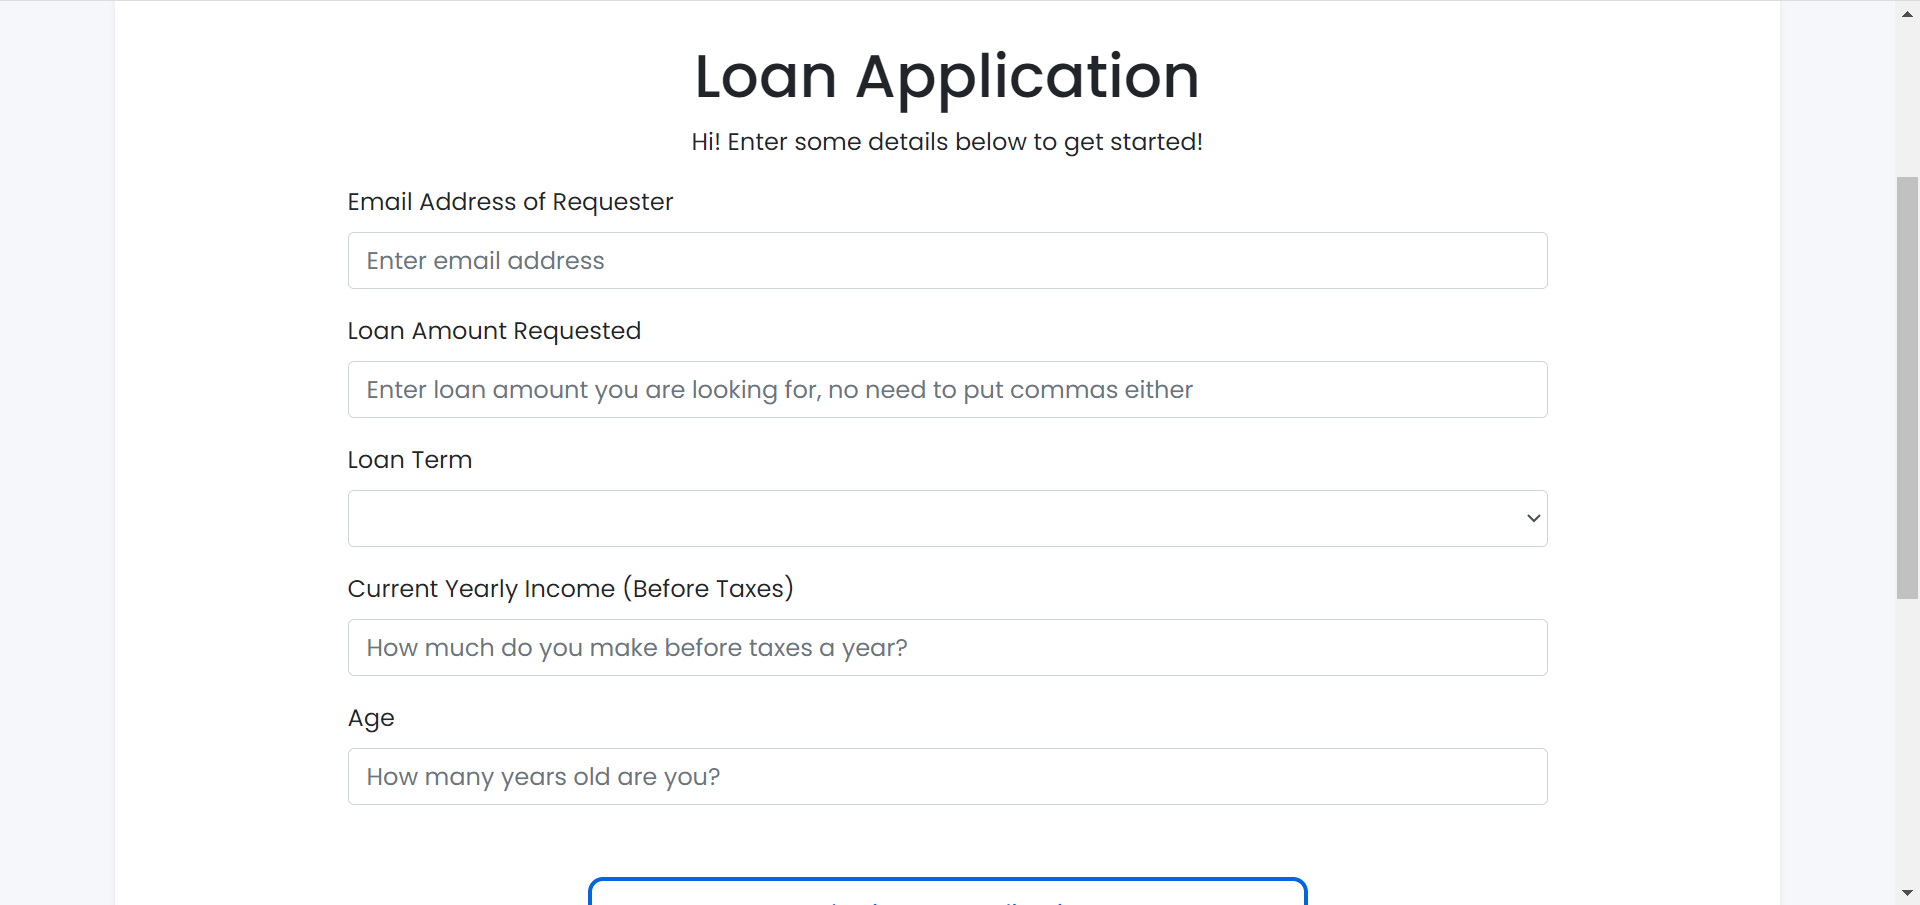 Loan Application
Hi! Enter some details below to get started!
Email Address of Requester
Enter email address
Loan Amount Requested
Enter loan amount you are looking for, no need to put commas either
Loan Term
Current Yearly Income (Before Taxes)
How much do you make before taxes a year?
Age
How many years old are you?